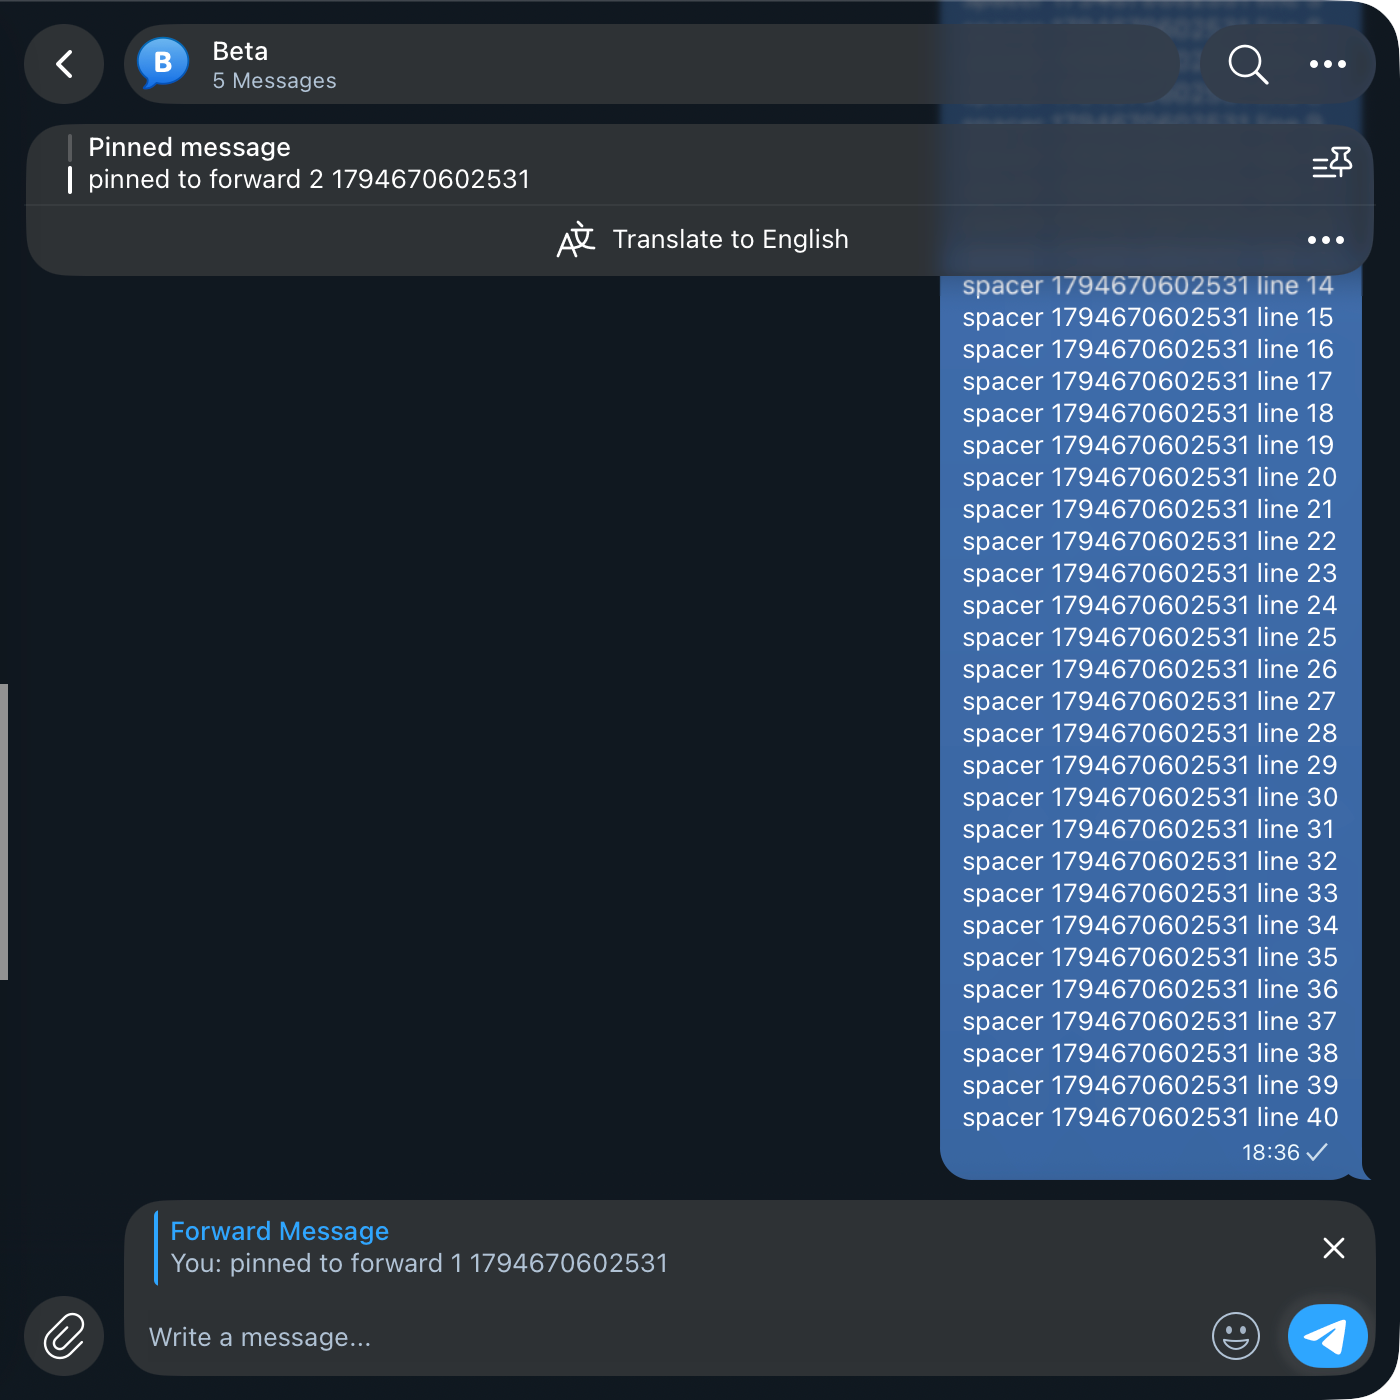 B
Beta
5 Messages
Pinned message
pinned to forward 2 1794670602531
Translate to English
spacer 1794670602531 line 14
spacer 1794670602531 line 15
spacer 1794670602531 line 16
spacer 1794670602531 line 17
spacer 1794670602531 line 18
spacer 1794670602531 line 19
spacer 1794670602531 line 20
spacer 1794670602531 line 21
spacer 1794670602531 line 22
spacer 1794670602531 line 23
spacer 1794670602531 line 24
spacer 1794670602531 line 25
spacer 1794670602531 line 26
spacer 1794670602531 line 27
spacer 1794670602531 line 28
spacer 1794670602531 line 29
spacer 1794670602531 line 30
spacer 1794670602531 line 31
spacer 1794670602531 line 32
spacer 1794670602531 line 33
spacer 1794670602531 line 34
spacer 1794670602531 line 35
spacer 1794670602531 line 36
spacer 1794670602531 line 37
spacer 1794670602531 line 38
spacer 1794670602531 line 39
spacer 1794670602531 line 40
18:36
Forward Message
You: pinned to forward 1 1794670602531
Write a message...